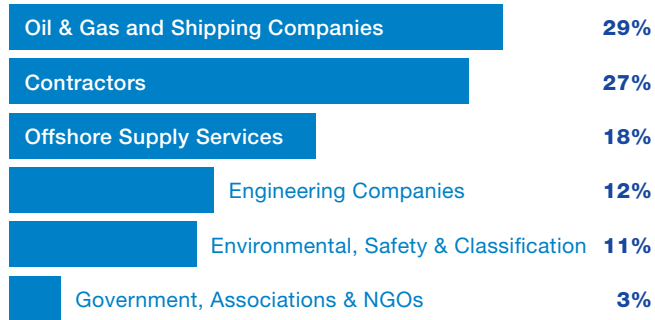 Oil & Gas and Shipping Companies 29%
Contractors 27%
Offshore Supply Services 18%
Engineering Companies 12%
Environmental, Safety & Classification 11%
Government, Associations & NGOs 3%